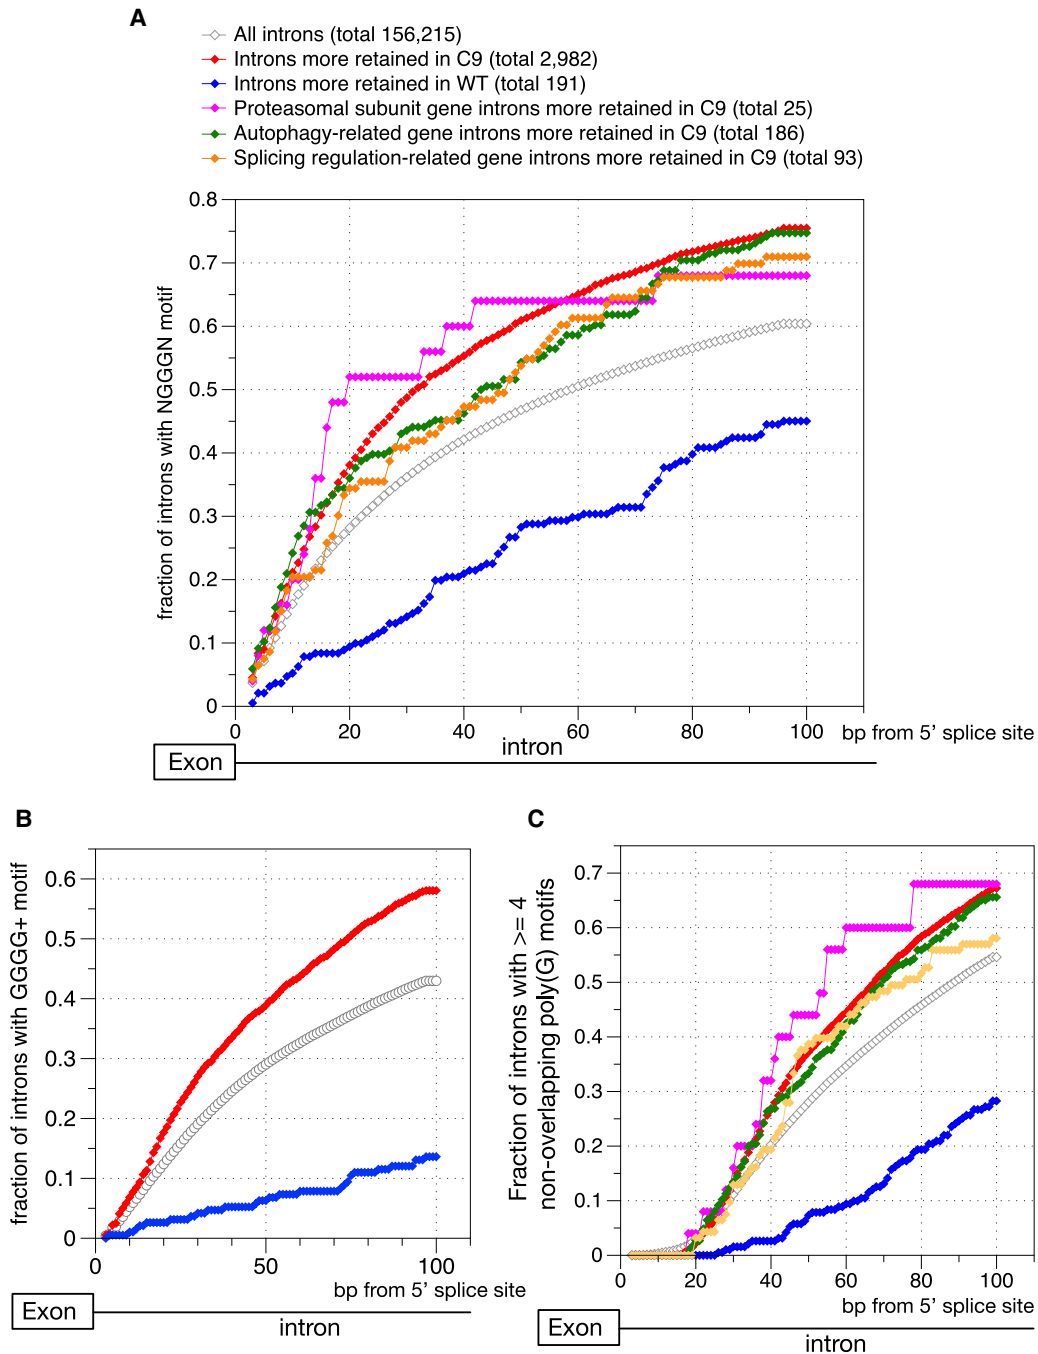 A
All introns (total 156,215)
Introns more retained in C9 (total 2,982)
Introns more retained in WT (total 191)
Proteasomal subunit gene introns more retained in C9 (total 25)
Autophagy-related gene introns more retained in C9 (total 186)
Splicing regulation-related gene introns more retained in C9 (total 93)
fraction of introns with NGGGN motif
0.8
0.7
0.6
0.5
0.4
0.3
0.2
0.1
0
0 20 40 60 80 100 bp from 5’ splice site
Exon intron
B
fraction of introns with GGGG+ motif
0.6
0.5
0.4
0.3
0.2
0.1
0
0 50 100
bp from 5’ splice site
Exon intron
C
Fraction of introns with >= 4
non-overlapping poly(G) motifs
0.7
0.6
0.5
0.4
0.3
0.2
0.1
0
0 20 40 60 80 100
bp from 5’ splice site
Exon intron